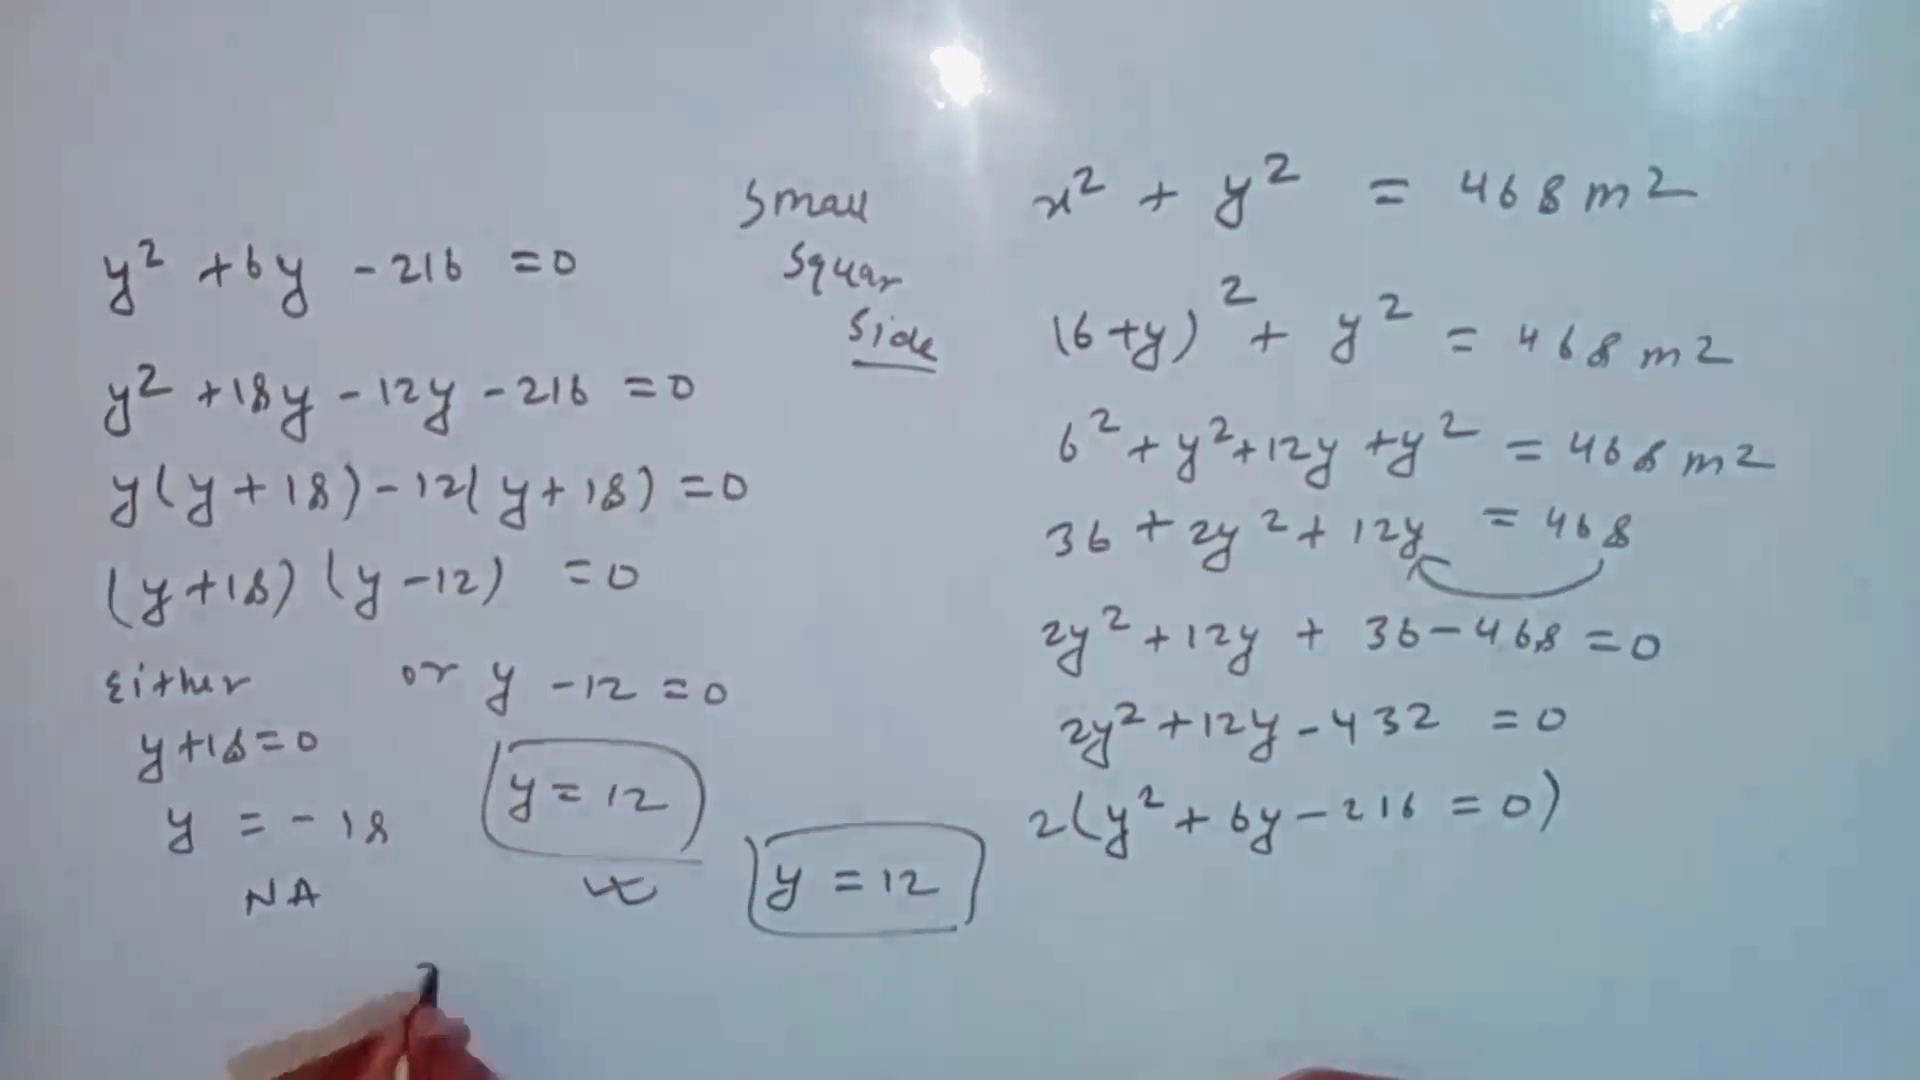 x² + y² = 468 m2
(6+y)² + y² = 468 m2
6² + y² + 12y + y² = 468 m2
36 + 2y² + 12y = 468
2y² + 12y + 36 - 468 = 0
2y² + 12y - 432 = 0
2(y² + 6y - 216 = 0)
y² + 6y - 216 = 0
y² + 18y - 12y - 216 = 0
y(y + 18) - 12(y + 18) = 0
(y + 18) (y - 12) = 0
Either or y - 12 = 0
y + 18 = 0
y = 12
y = - 18
NA
Small
Squar
Side
y = 12